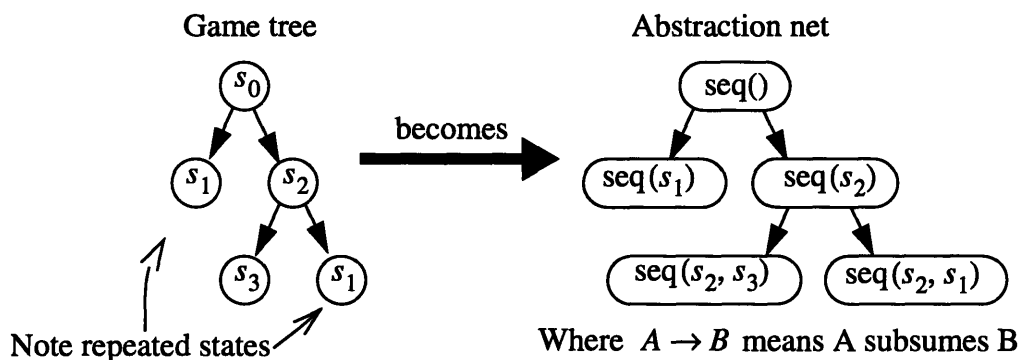 Game tree
s0
s1
s2
s3
s1
Note repeated states
becomes
Abstraction net
seq()
seq(s1)
seq(s2)
seq(s2, s3)
seq(s2, s1)
Where A → B means A subsumes B